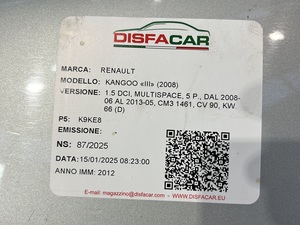 DISFACAR
MARCA: RENAULT
MODELLO: KANGOO «III» (2008)
VERSIONE: 1.5 DCI, MULTISPACE, 5 P., DAL 2008-
06 AL 2013-05, CM3 1461, CV 90, KW
66 (D)
P5: K9KE8
EMISSIONE:
NS: 87/2025
DATA:15/01/2025 08:23:00
ANNO IMM: 2012
E-mail: magazzino@disfacar.com
WWW.DISFACAR.EU